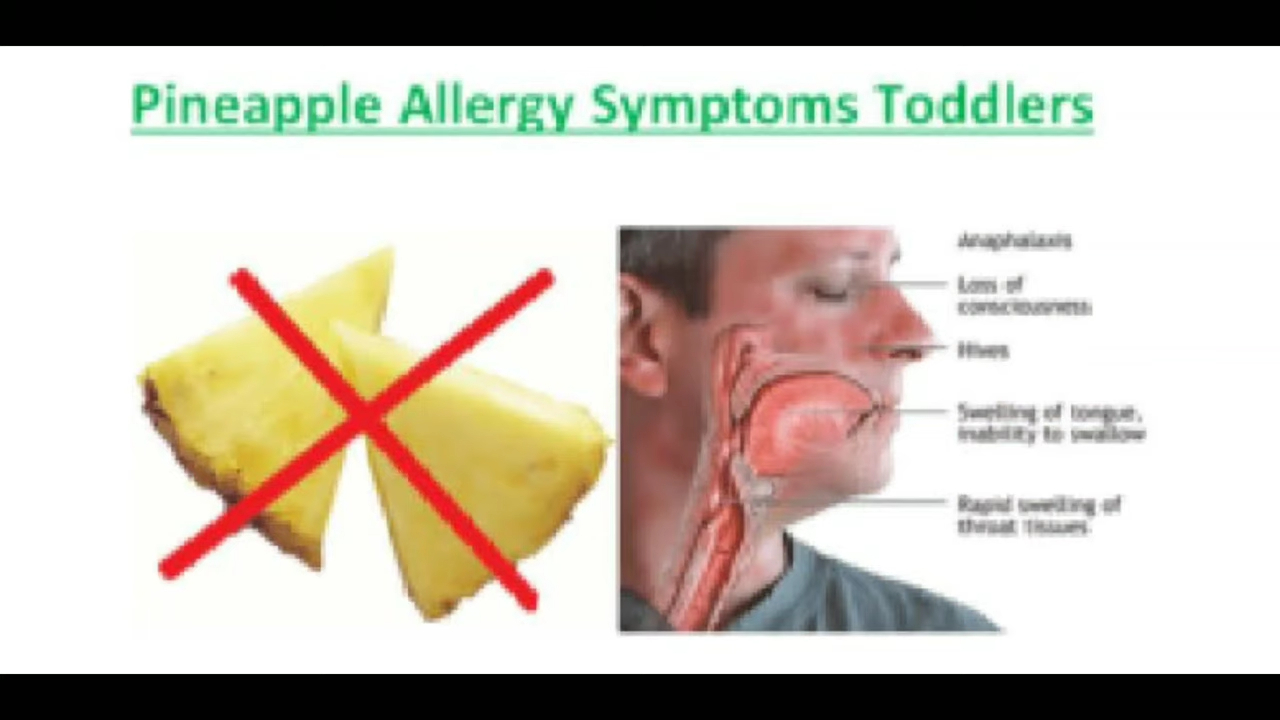 Pineapple Allergy Symptoms Toddlers
Anaphalaxis
Loss of
consciousness
Hives
Swelling of tongue,
inability to swallow
Rapid swelling of
throat tissues